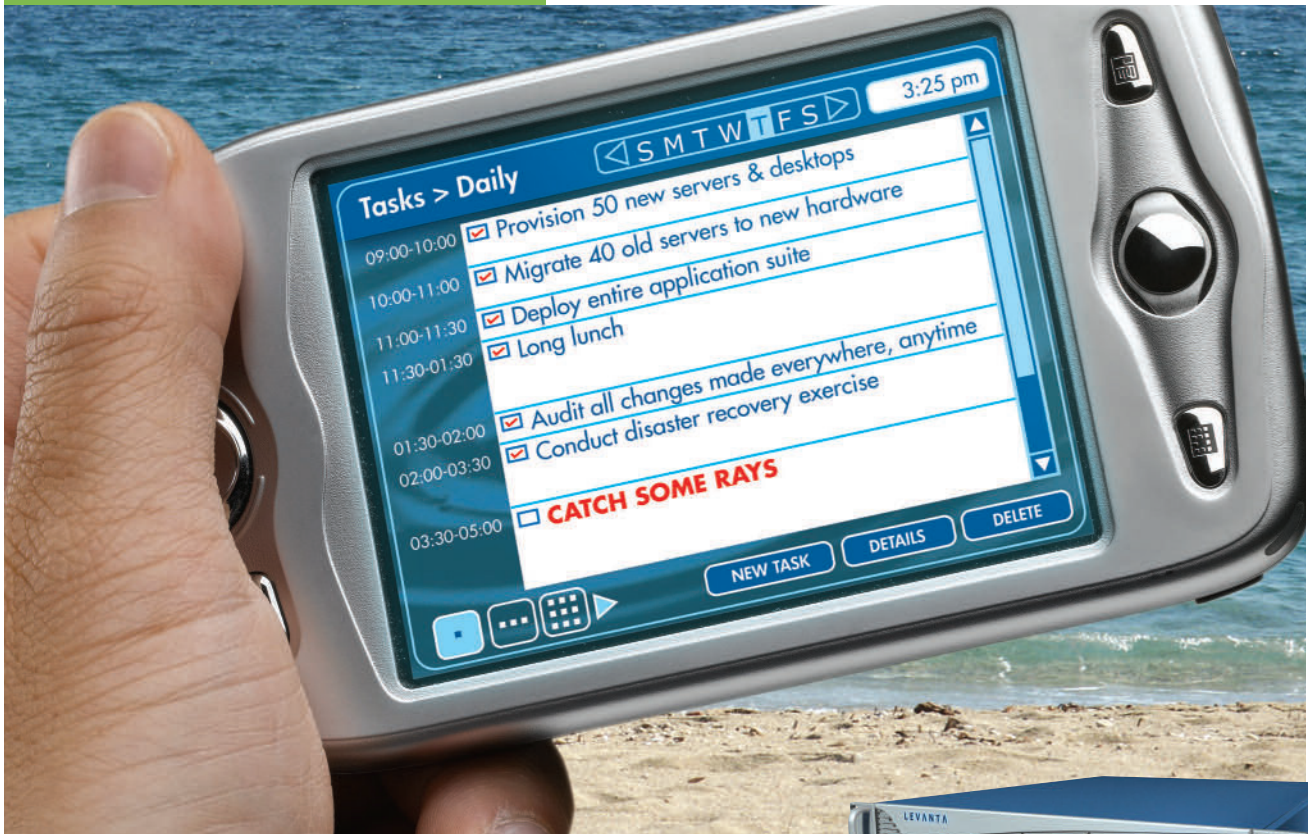 Tasks > Daily
S M T W T F S
3:25 pm
09:00-10:00 Provision 50 new servers & desktops
10:00-11:00 Migrate 40 old servers to new hardware
11:00-11:30 Deploy entire application suite
11:30-01:30 Long lunch
01:30-02:00 Audit all changes made everywhere, anytime
02:00-03:30 Conduct disaster recovery exercise
03:30-05:00 CATCH SOME RAYS
NEW TASK DETAILS DELETE
LEVANTA